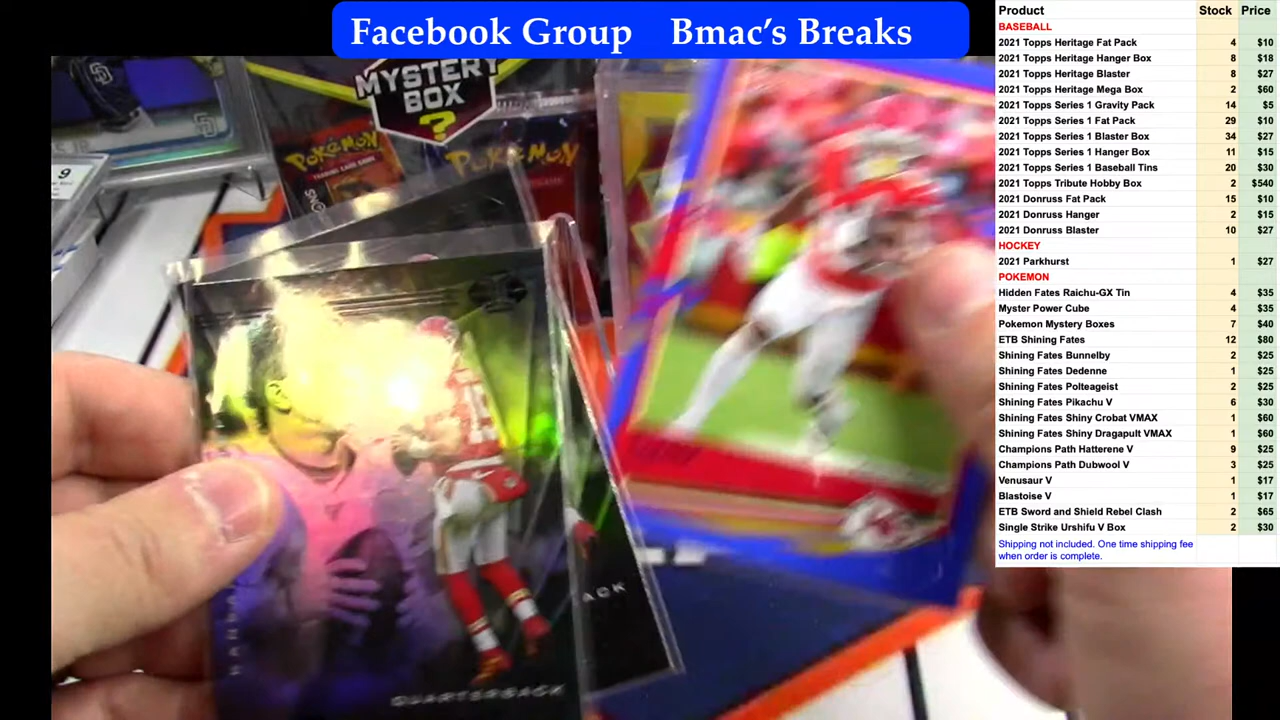 Facebook Group Bmac's Breaks
MYSTERY
BOX
?
POKéMON
POKéMON
9
QUARTERBACK
ACK
Product Stock Price
BASEBALL
2021 Topps Heritage Fat Pack 4 $10
2021 Topps Heritage Hanger Box 8 $18
2021 Topps Heritage Blaster 8 $27
2021 Topps Heritage Mega Box 2 $60
2021 Topps Series 1 Gravity Pack 14 $5
2021 Topps Series 1 Fat Pack 29 $10
2021 Topps Series 1 Blaster Box 34 $27
2021 Topps Series 1 Hanger Box 11 $15
2021 Topps Series 1 Baseball Tins 20 $30
2021 Topps Tribute Hobby Box 2 $540
2021 Donruss Fat Pack 15 $10
2021 Donruss Hanger 2 $15
2021 Donruss Blaster 10 $27
HOCKEY
2021 Parkhurst 1 $27
POKEMON
Hidden Fates Raichu-GX Tin 4 $35
Myster Power Cube 4 $35
Pokemon Mystery Boxes 7 $40
ETB Shining Fates 12 $80
Shining Fates Bunnelby 2 $25
Shining Fates Dedenne 1 $25
Shining Fates Polteageist 2 $25
Shining Fates Pikachu V 6 $30
Shining Fates Shiny Crobat VMAX 1 $60
Shining Fates Shiny Dragapult VMAX 1 $60
Champions Path Hatterene V 9 $25
Champions Path Dubwool V 3 $25
Venusaur V 1 $17
Blastoise V 1 $17
ETB Sword and Shield Rebel Clash 2 $65
Single Strike Urshifu V Box 2 $30
Shipping not included. One time shipping fee
when order is complete.